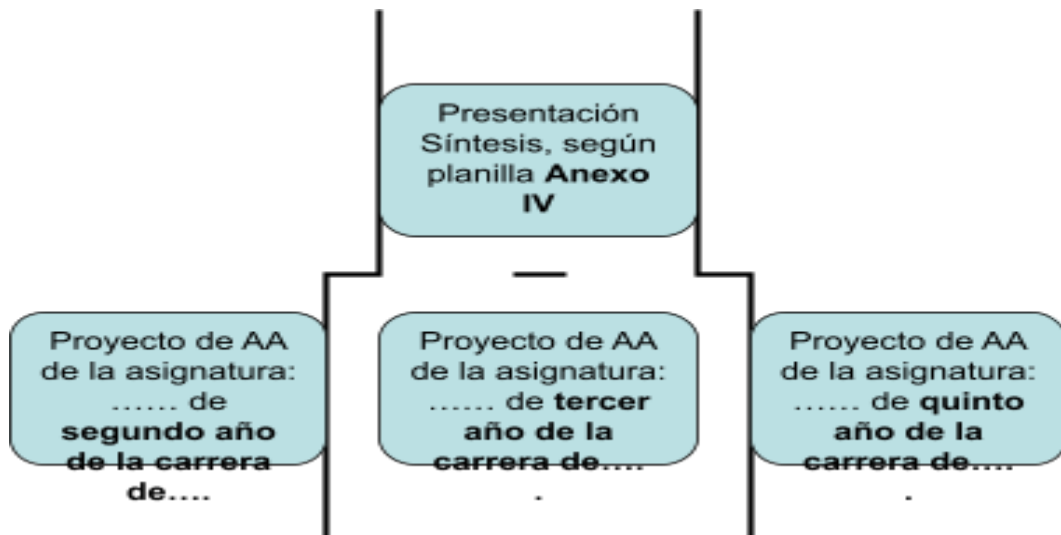 Presentación
Síntesis, según
planilla Anexo
IV
Proyecto de AA
de la asignatura:
…… de
segundo año
de la carrera
de….
Proyecto de AA
de la asignatura:
…… de tercer
año de la
carrera de….
.
Proyecto de AA
de la asignatura:
…… de quinto
año de la
carrera de….
.